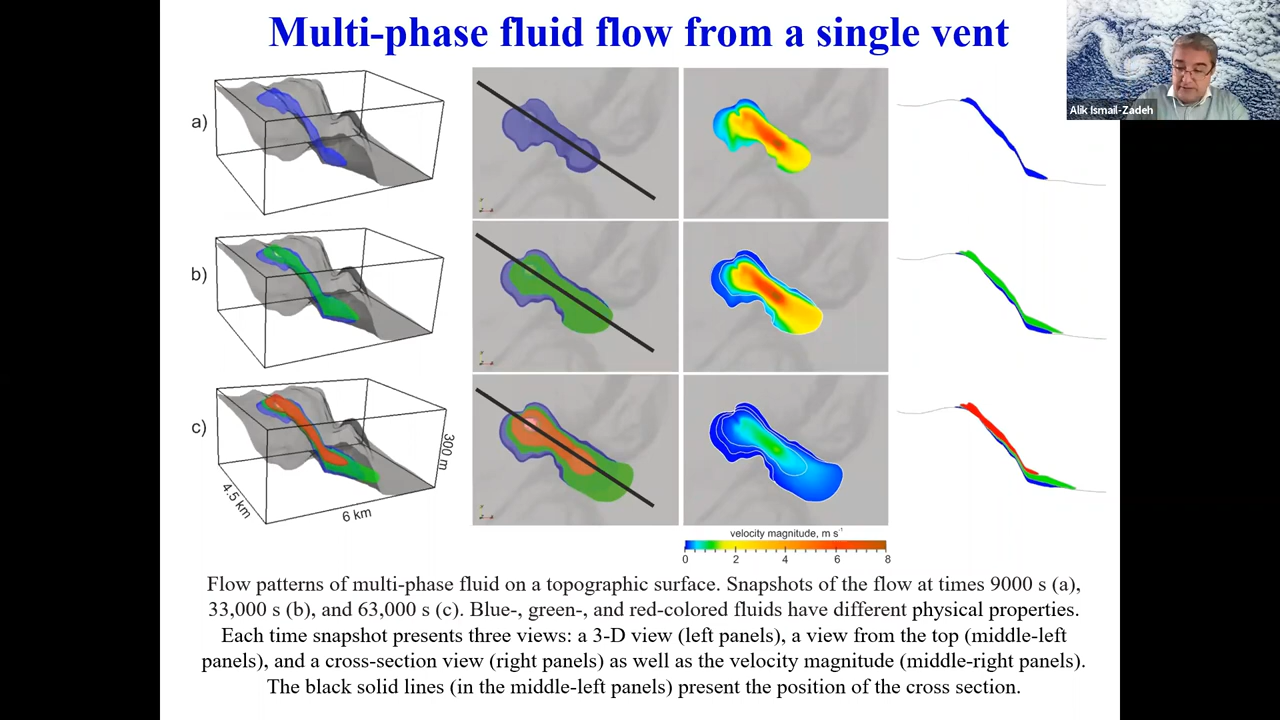 Multi-phase fluid flow from a single vent
Alik Ismail-Zadeh
a)
b)
c)
4.5 km
6 km
300 m
velocity magnitude, m s⁻¹
0 2 4 6 8
Flow patterns of multi-phase fluid on a topographic surface. Snapshots of the flow at times 9000 s (a),
33,000 s (b), and 63,000 s (c). Blue-, green-, and red-colored fluids have different physical properties.
Each time snapshot presents three views: a 3-D view (left panels), a view from the top (middle-left
panels), and a cross-section view (right panels) as well as the velocity magnitude (middle-right panels).
The black solid lines (in the middle-left panels) present the position of the cross section.